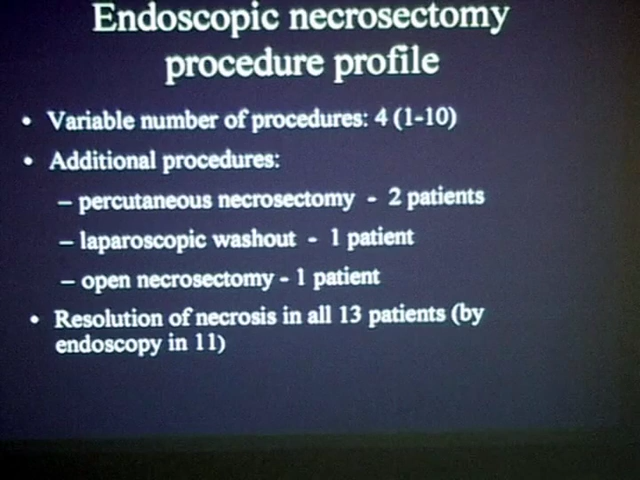 Endoscopic necrosectomy
procedure profile
• Variable number of procedures: 4 (1-10)
• Additional procedures:
– percutaneous necrosectomy - 2 patients
– laparoscopic washout - 1 patient
– open necrosectomy - 1 patient
• Resolution of necrosis in all 13 patients (by
endoscopy in 11)